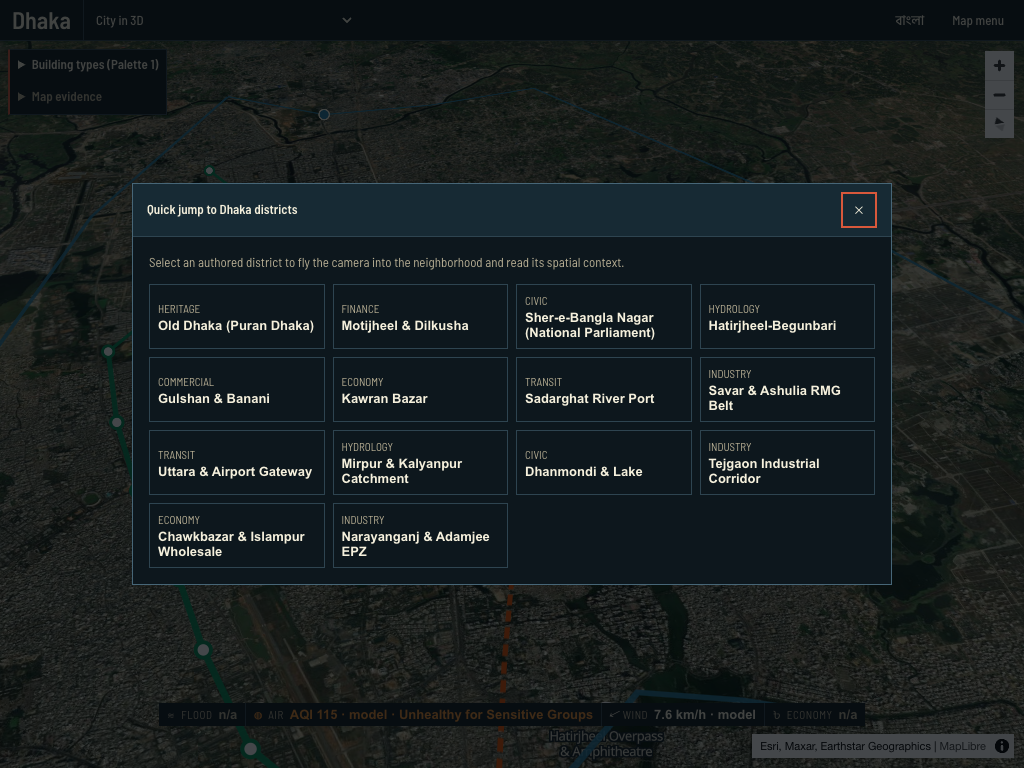 Dhaka
City in 3D
বাংলা
Map menu
Building types (Palette 1)
Map evidence
Quick jump to Dhaka districts
×
Select an authored district to fly the camera into the neighborhood and read its spatial context.
HERITAGE
Old Dhaka (Puran Dhaka)
FINANCE
Motijheel & Dilkusha
CIVIC
Sher-e-Bangla Nagar
(National Parliament)
HYDROLOGY
Hatirjheel-Begunbari
COMMERCIAL
Gulshan & Banani
ECONOMY
Kawran Bazar
TRANSIT
Sadarghat River Port
INDUSTRY
Savar & Ashulia RMG
Belt
TRANSIT
Uttara & Airport Gateway
HYDROLOGY
Mirpur & Kalyanpur
Catchment
CIVIC
Dhanmondi & Lake
INDUSTRY
Tejgaon Industrial
Corridor
ECONOMY
Chawkbazar & Islampur
Wholesale
INDUSTRY
Narayanganj & Adamjee
EPZ
FLOOD n/a
AIR AQI 115 · model · Unhealthy for Sensitive Groups
WIND 7.6 km/h · model
৳ ECONOMY n/a
Hatirjheel Overpass
& Amphitheatre
Esri, Maxar, Earthstar Geographics | MapLibre